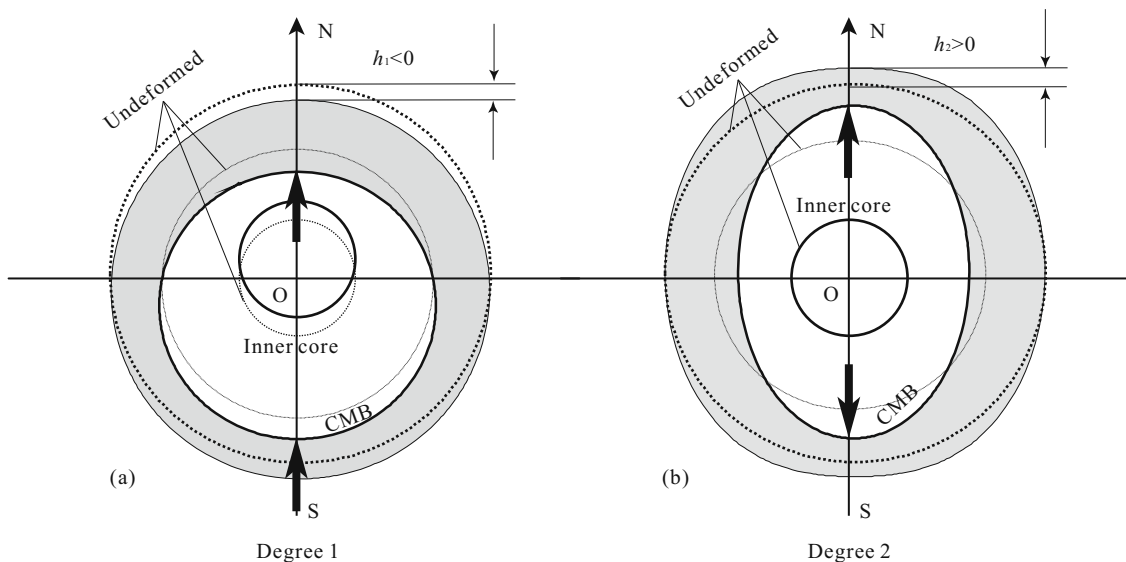 N
h₁<0
Undeformed
O
Inner core
CMB
(a)
S
Degree 1
N
h₂>0
Undeformed
Inner core
O
CMB
(b)
S
Degree 2